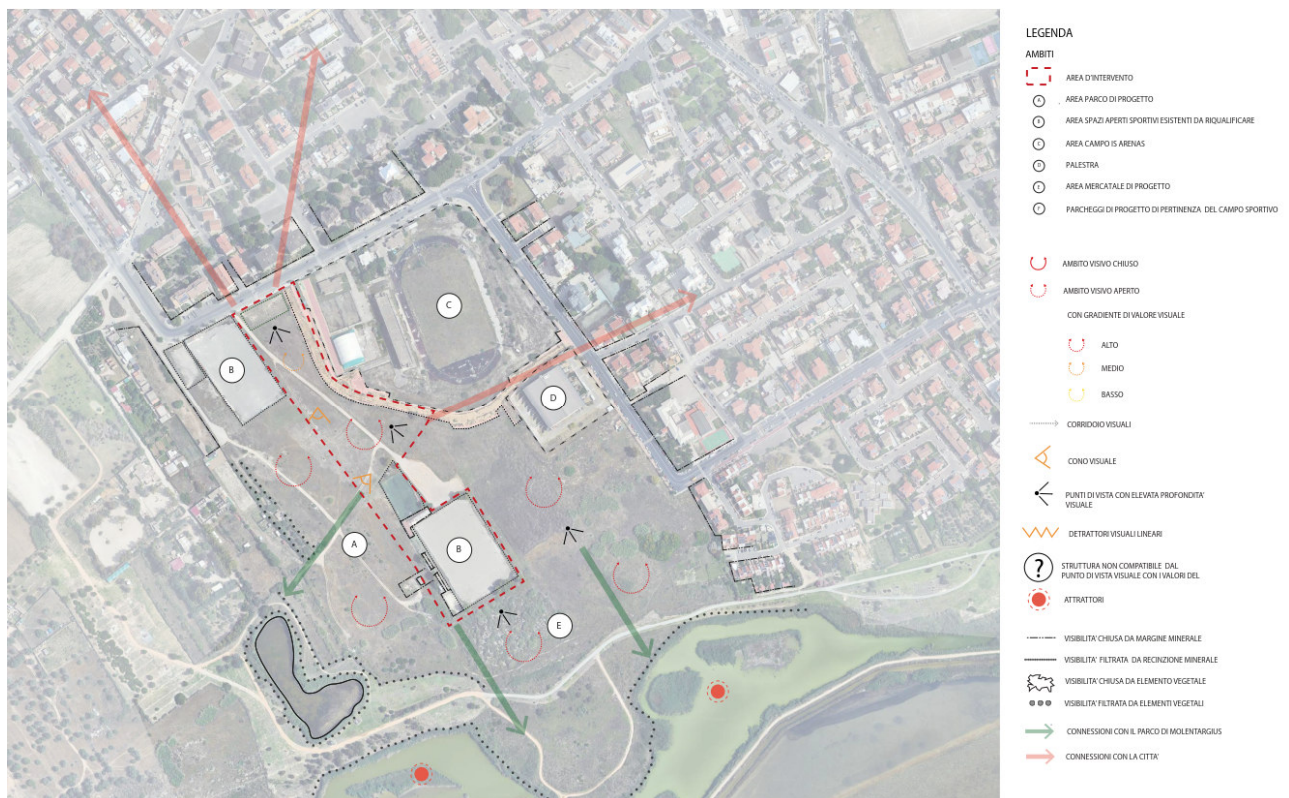 LEGENDA
AMBITI
AREA D'INTERVENTO
A AREA PARCO DI PROGETTO
B AREA SPAZI APERTI SPORTIVI ESISTENTI DA RIQUALIFICARE
C AREA CAMPO IS ARENAS
D PALESTRA
E AREA MERCATALE DI PROGETTO
F PARCHEGGI DI PROGETTO DI PERTINENZA DEL CAMPO SPORTIVO
AMBITO VISIVO CHIUSO
AMBITO VISIVO APERTO
CON GRADIENTE DI VALORE VISUALE
ALTO
MEDIO
BASSO
CORRIDOIO VISUALI
CONO VISUALE
PUNTI DI VISTA CON ELEVATA PROFONDITA'
VISUALE
DETRATTORI VISUALI LINEARI
? STRUTTURA NON COMPATIBILE DAL
PUNTO DI VISTA VISUALE CON I VALORI DEL
ATTRATTORI
VISIBILITA' CHIUSA DA MARGINE MINERALE
VISIBILITA' FILTRATA DA RECINZIONE MINERALE
VISIBILITA' CHIUSA DA ELEMENTO VEGETALE
VISIBILITA' FILTRATA DA ELEMENTI VEGETALI
CONNESSIONI CON IL PARCO DI MOLENTARGIUS
CONNESSIONI CON LA CITTA'
C
B
D
A
B
E